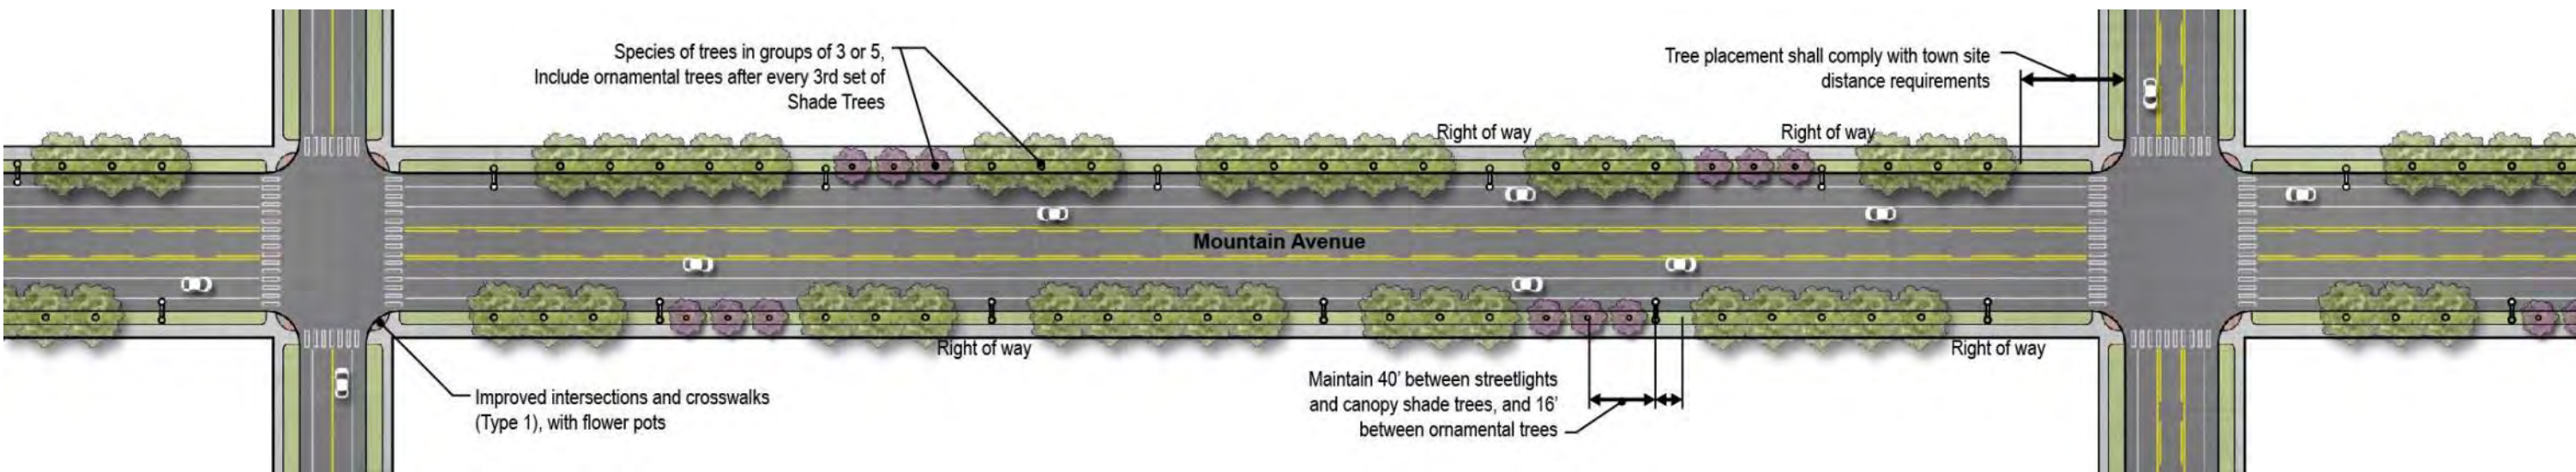 Species of trees in groups of 3 or 5,
Include ornamental trees after every 3rd set of
Shade Trees
Tree placement shall comply with town site
distance requirements
Right of way
Right of way
Mountain Avenue
Right of way
Right of way
Improved intersections and crosswalks
(Type 1), with flower pots
Maintain 40' between streetlights
and canopy shade trees, and 16'
between ornamental trees